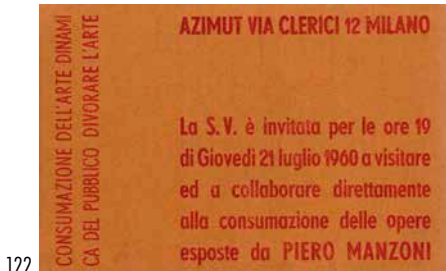 CONSUMAZIONE DELL'ARTE DINAMI
CA DEL PUBBLICO DIVORARE L'ARTE
AZIMUT VIA CLERICI 12 MILANO
La S.V. è invitata per le ore 19
di Giovedì 21 luglio 1960 a visitare
ed a collaborare direttamente
alla consumazione delle opere
esposte da PIERO MANZONI
122